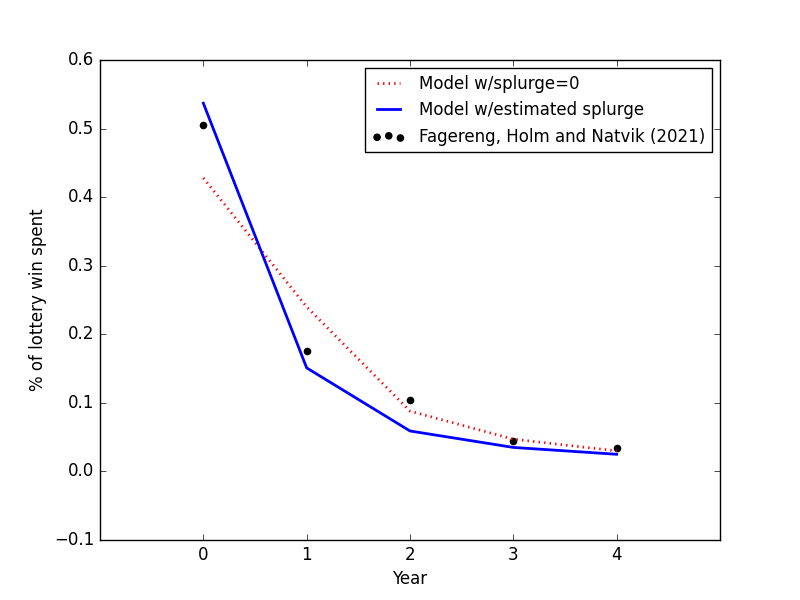 0.6
0.5
0.4
0.3
0.2
0.1
0.0
−0.1
% of lottery win spent
Model w/splurge=0
Model w/estimated splurge
Fagereng, Holm and Natvik (2021)
0 1 2 3 4
Year